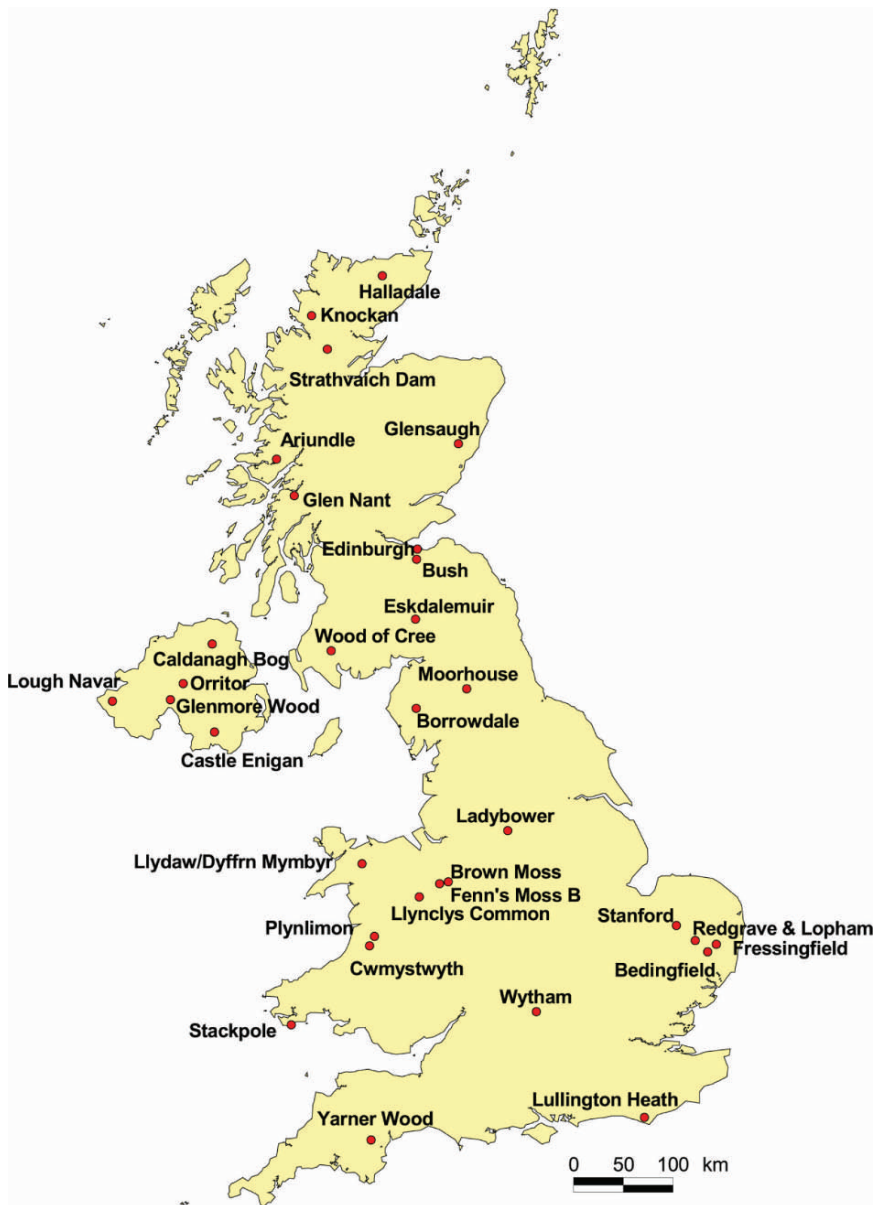 Halladale
Knockan
Strathvaich Dam
Glensaugh
Ariundle
Glen Nant
Edinburgh
Bush
Eskdalemuir
Wood of Cree
Caldanagh Bog
Moorhouse
Lough Navar
Orritor
Glenmore Wood
Borrowdale
Castle Enigan
Ladybower
Llydaw/Dyffrn Mymbyr
Brown Moss
Fenn's Moss B
Llynclys Common
Stanford
Plynlimon
Redgrave & Lopham
Fressingfield
Cwmystwyth
Bedingfield
Wytham
Stackpole
Lullington Heath
Yarner Wood
0 50 100 km